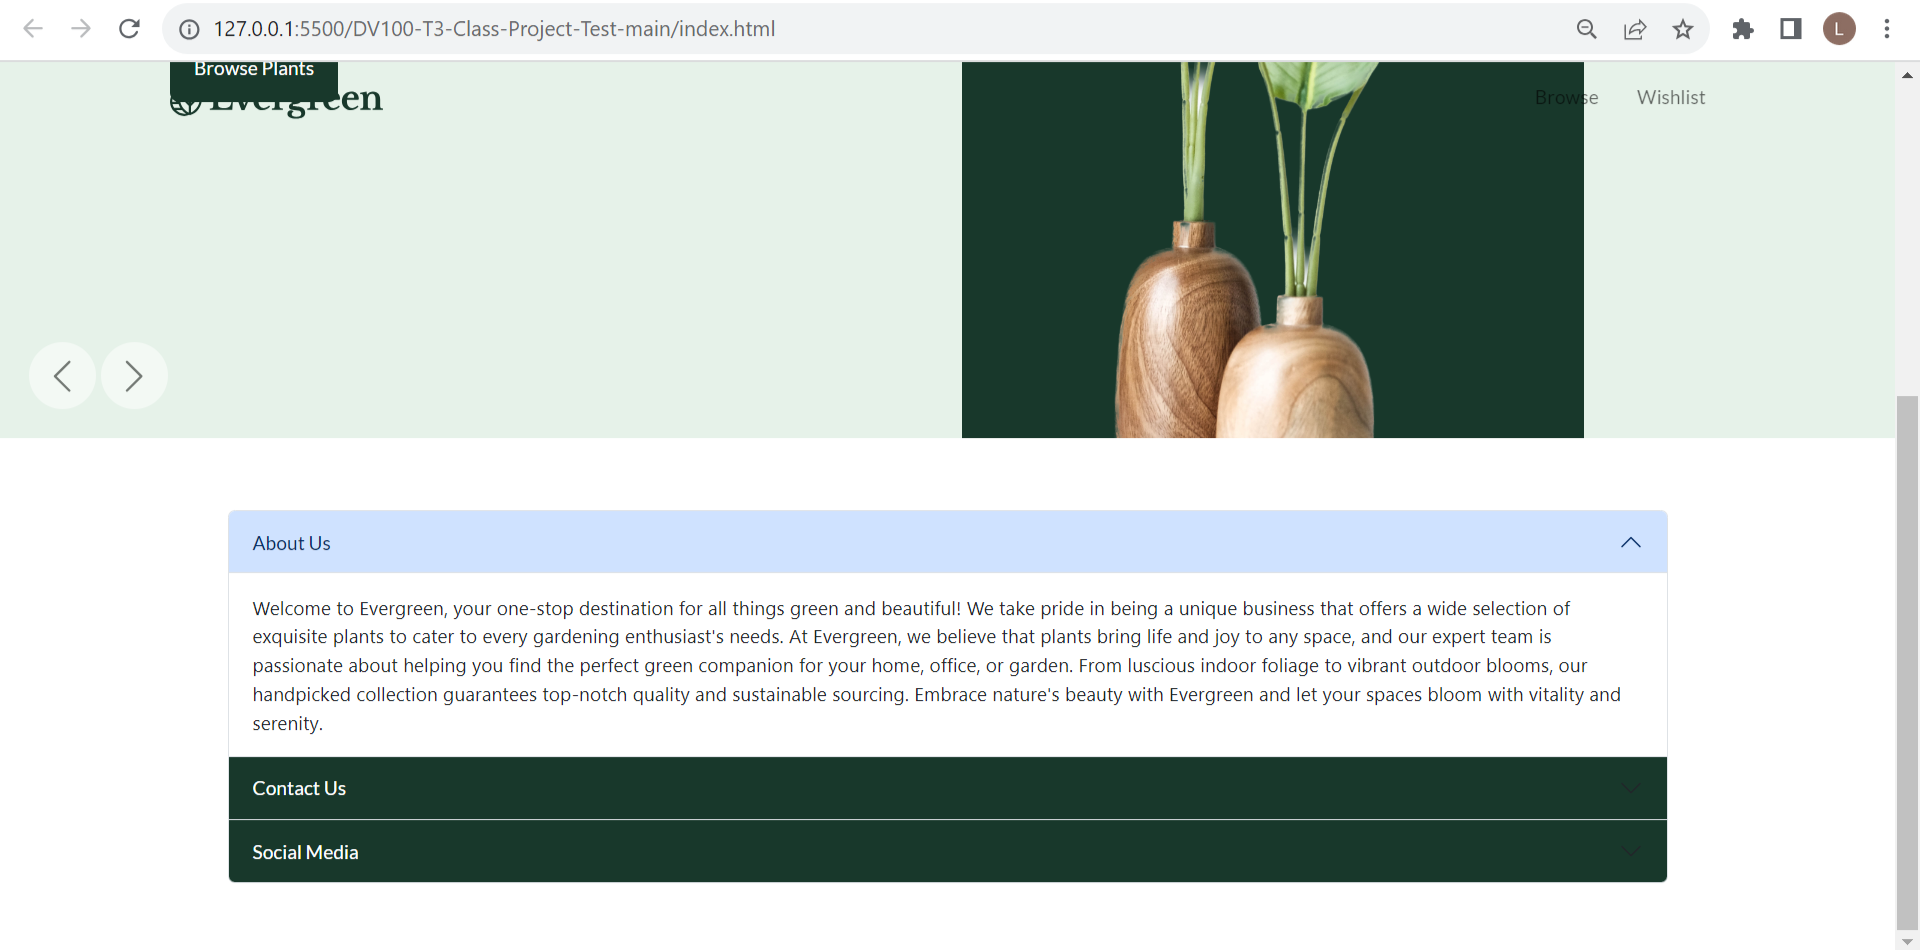 127.0.0.1:5500/DV100-T3-Class-Project-Test-main/index.html
L
Browse Plants
Evergreen
Browse
Wishlist
About Us
Welcome to Evergreen, your one-stop destination for all things green and beautiful! We take pride in being a unique business that offers a wide selection of
exquisite plants to cater to every gardening enthusiast's needs. At Evergreen, we believe that plants bring life and joy to any space, and our expert team is
passionate about helping you find the perfect green companion for your home, office, or garden. From luscious indoor foliage to vibrant outdoor blooms, our
handpicked collection guarantees top-notch quality and sustainable sourcing. Embrace nature's beauty with Evergreen and let your spaces bloom with vitality and
serenity.
Contact Us
Social Media